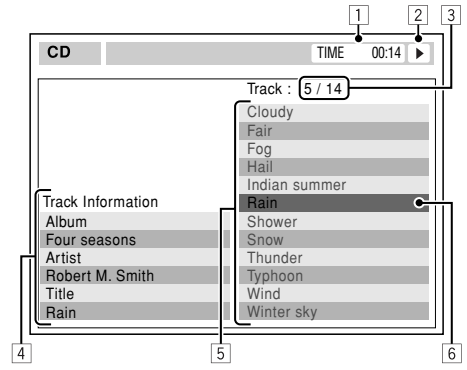 1 2 3
CD TIME 00:14
Track : 5 / 14
Cloudy
Fair
Fog
Hail
Indian summer
Rain
Shower
Snow
Thunder
Typhoon
Wind
Winter sky
Track Information
Album
Four seasons
Artist
Robert M. Smith
Title
Rain
4 5 6